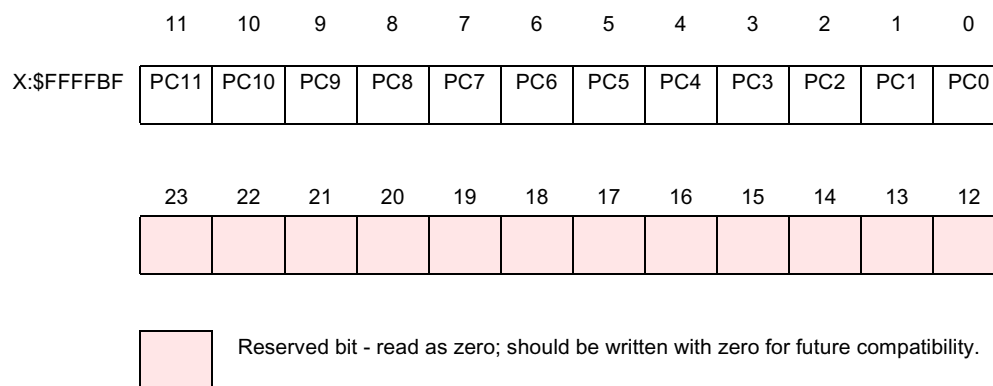 11 10 9 8 7 6 5 4 3 2 1 0
X:$FFFFBF PC11 PC10 PC9 PC8 PC7 PC6 PC5 PC4 PC3 PC2 PC1 PC0
23 22 21 20 19 18 17 16 15 14 13 12
Reserved bit - read as zero; should be written with zero for future compatibility.